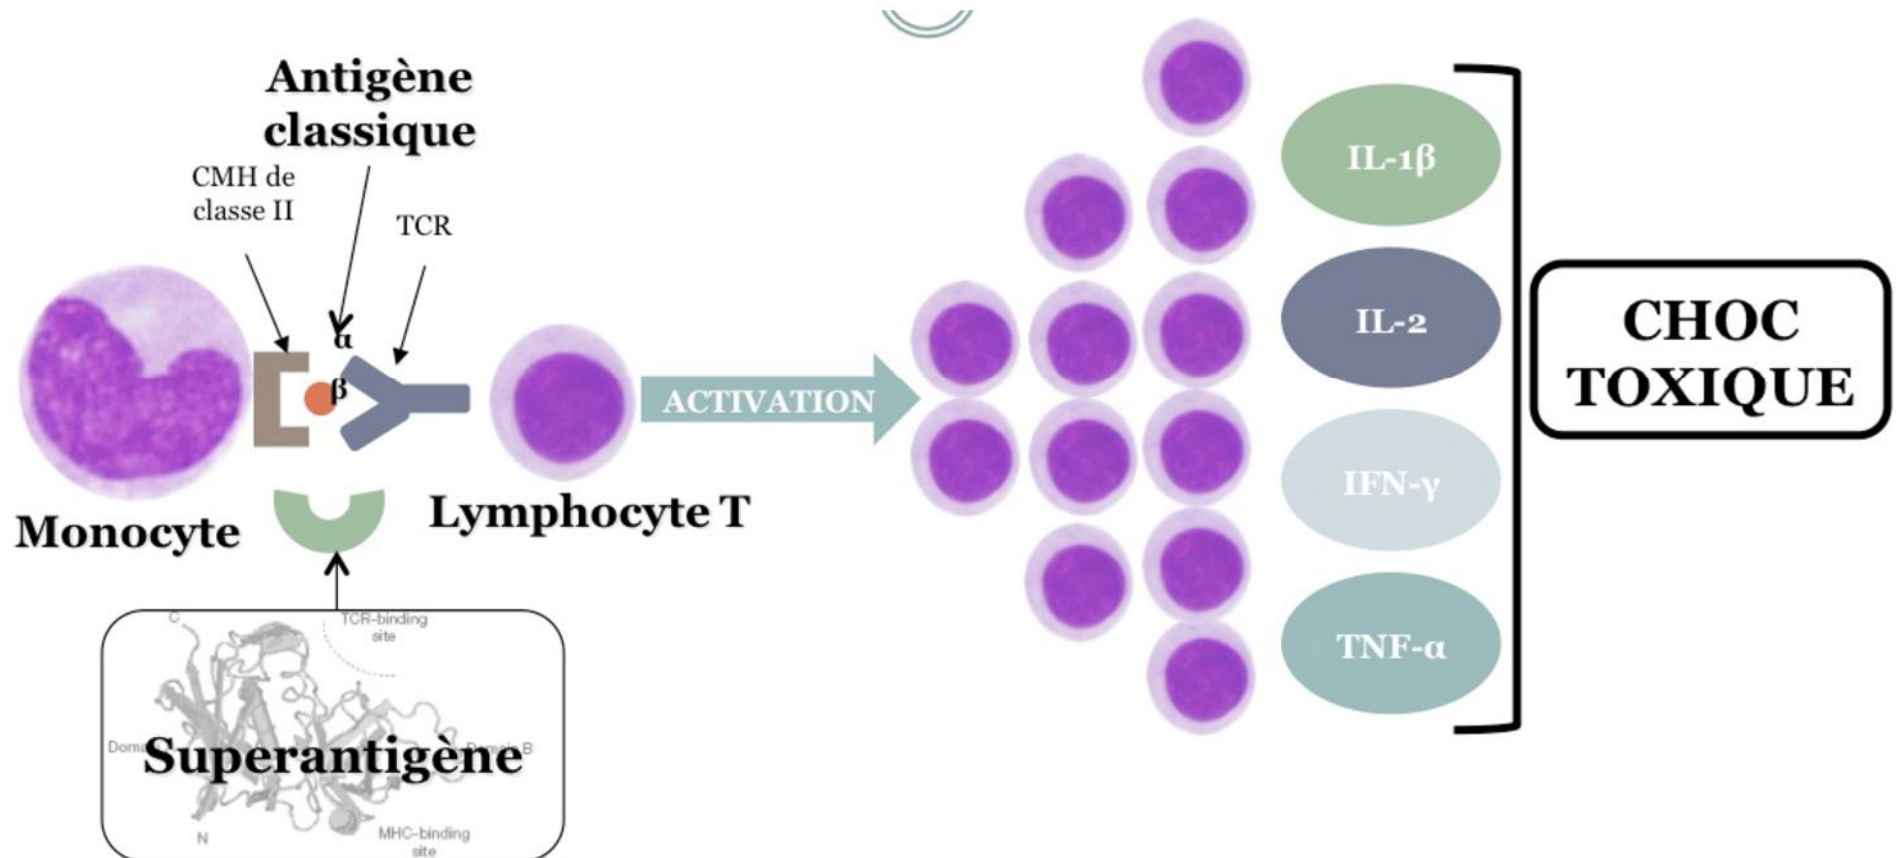 Antigène
classique
CMH de
classe II
TCR
α
β
Monocyte
Lymphocyte T
ACTIVATION
IL-1β
IL-2
IFN-γ
TNF-α
CHOC
TOXIQUE
C
TCR-binding
site
Superantigène
N
MHC-binding
site